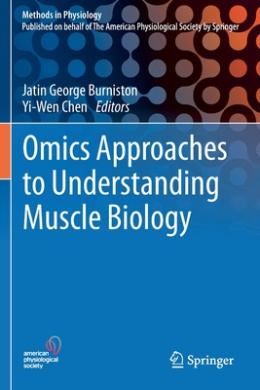 Methods in Physiology
Published on behalf of The American Physiological Society by Springer
Jatin George Burniston
Yi-Wen Chen Editors
Omics Approaches
to Understanding
Muscle Biology
american
physiological
society
Springer